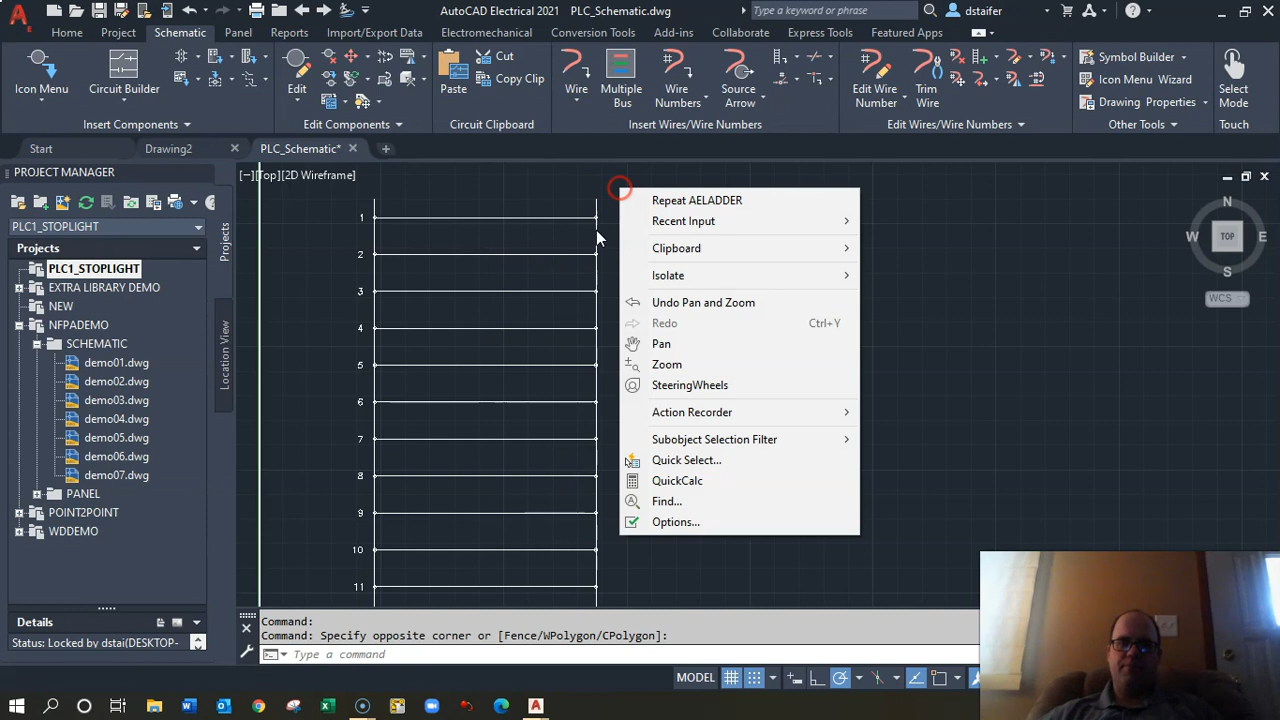 AutoCAD Electrical 2021 PLC_Schematic.dwg Type a keyword or phrase dstaifer
Home Project Schematic Panel Reports Import/Export Data Electromechanical Conversion Tools Add-ins Collaborate Express Tools Featured Apps
Icon Menu Circuit Builder Edit Paste Cut Copy Clip Wire Multiple Bus Wire Numbers Source Arrow Edit Wire Number Trim Wire Symbol Builder Icon Menu Wizard Drawing Properties Select Mode
Insert Components Edit Components Circuit Clipboard Insert Wires/Wire Numbers Edit Wires/Wire Numbers Other Tools Touch
Start Drawing2 PLC_Schematic*
PROJECT MANAGER
[−][Top][2D Wireframe]
PLC1_STOPLIGHT
Projects
PLC1_STOPLIGHT
EXTRA LIBRARY DEMO
NEW
NFPADEMO
SCHEMATIC
demo01.dwg
demo02.dwg
demo03.dwg
demo04.dwg
demo05.dwg
demo06.dwg
demo07.dwg
PANEL
POINT2POINT
WDDEMO
Details
Status: Locked by dstai(DESKTOP-
Projects
Location View
1
2
3
4
5
6
7
8
9
10
11
Repeat AELADDER
Recent Input
Clipboard
Isolate
Undo Pan and Zoom
Redo Ctrl+Y
Pan
Zoom
SteeringWheels
Action Recorder
Subobject Selection Filter
Quick Select...
QuickCalc
Find...
Options...
N
W TOP E
S
WCS
Command:
Command: Specify opposite corner or [Fence/WPolygon/CPolygon]:
Type a command
MODEL